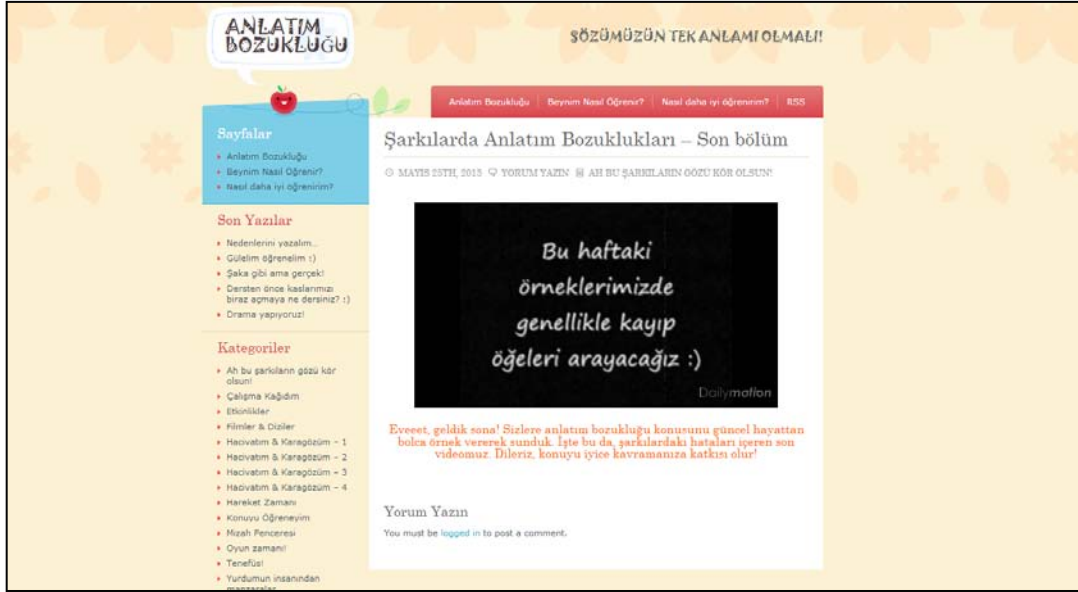 ANLATIM
BOZUKLUĞU
SÖZÜMÜZÜN TEK ANLAMI OLMALI!
Anlatım Bozukluğu
Beynim Nasıl Öğrenir?
Nasıl daha iyi öğrenirim?
RSS
Sayfalar
Anlatım Bozukluğu
Beynim Nasıl Öğrenir?
Nasıl daha iyi öğrenirim?
Son Yazılar
Nedenlerini yazalım…
Gülelim öğrenelim :)
Şaka gibi ama gerçek!
Dersten önce kaslarımızı
biraz açmaya ne dersiniz? :)
Drama yapıyoruz!
Kategoriler
Ah bu şarkıların gözü kör
olsun!
Çalışma Kağıdım
Etkinlikler
Filmler & Diziler
Hacivatım & Karagözüm – 1
Hacivatım & Karagözüm – 2
Hacivatım & Karagözüm – 3
Hacivatım & Karagözüm – 4
Hareket Zamanı
Konuyu Öğreneyim
Mizah Penceresi
Oyun zamanı!
Tenefüs!
Yurdumun insanından
manzaralar
Şarkılarda Anlatım Bozuklukları – Son bölüm
MAYIS 25TH, 2013 YORUM YAZIN AH BU ŞARKILARIN GÖZÜ KÖR OLSUN!
Bu haftaki
örneklerimizde
genellikle kayıp
öğeleri arayacağız :)
Dailymotion
Eveeet, geldik sona! Sizlere anlatım bozukluğu konusunu güncel hayattan
bolca örnek vererek sunduk. İşte bu da, şarkılardaki hataları içeren son
videomuz. Dileriz, konuyu iyice kavramanıza katkısı olur!
Yorum Yazın
You must be logged in to post a comment.